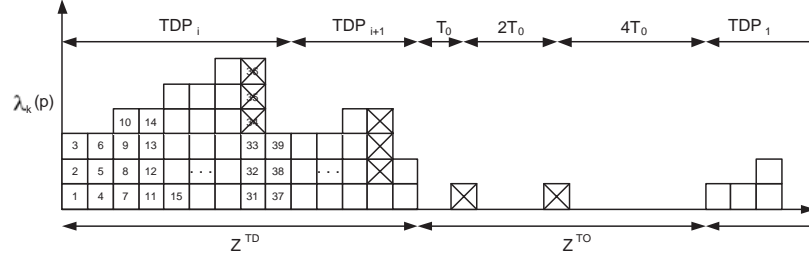 TDP i TDP i+1 T0 2T0 4T0 TDP 1
λk(p)
36
35
10 14 34
3 6 9 13 33 39
2 5 8 12 ... 32 38 ...
1 4 7 11 15 31 37
Z TD Z TO